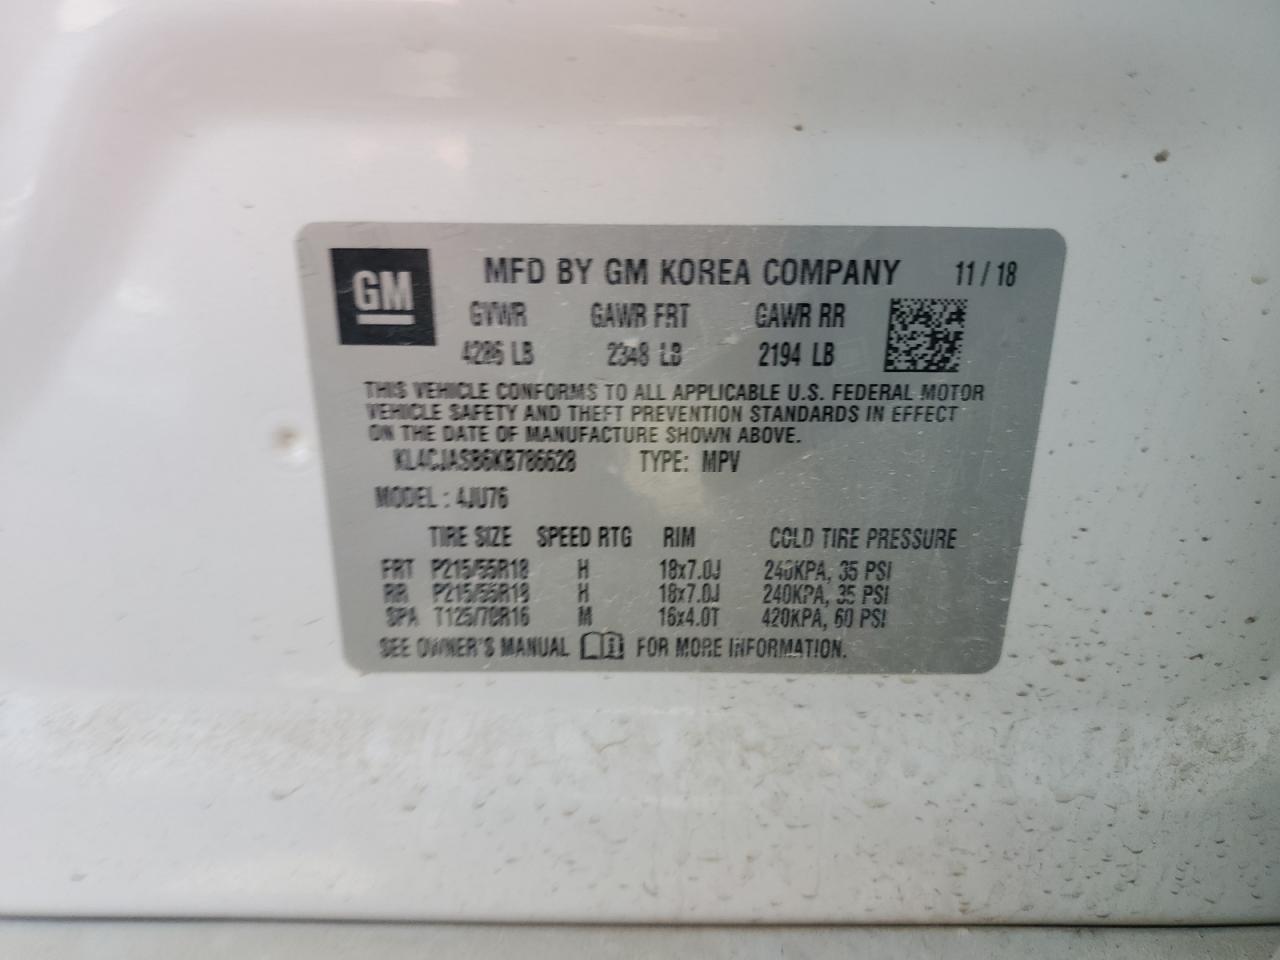 GM
MFD BY GM KOREA COMPANY 11/18
GVWR GAWR FRT GAWR RR
4286 LB 2348 LB 2194 LB
THIS VEHICLE CONFORMS TO ALL APPLICABLE U.S. FEDERAL MOTOR
VEHICLE SAFETY AND THEFT PREVENTION STANDARDS IN EFFECT
ON THE DATE OF MANUFACTURE SHOWN ABOVE.
KL4CJASB6KB786628 TYPE: MPV
MODEL: 4JU76
TIRE SIZE SPEED RTG RIM COLD TIRE PRESSURE
FRT P215/55R18 H 18x7.0J 240KPA, 35 PSI
RR P215/55R18 H 18x7.0J 240KPA, 35 PSI
SPA T125/70R16 M 16x4.0T 420KPA, 60 PSI
SEE OWNER'S MANUAL FOR MORE INFORMATION.